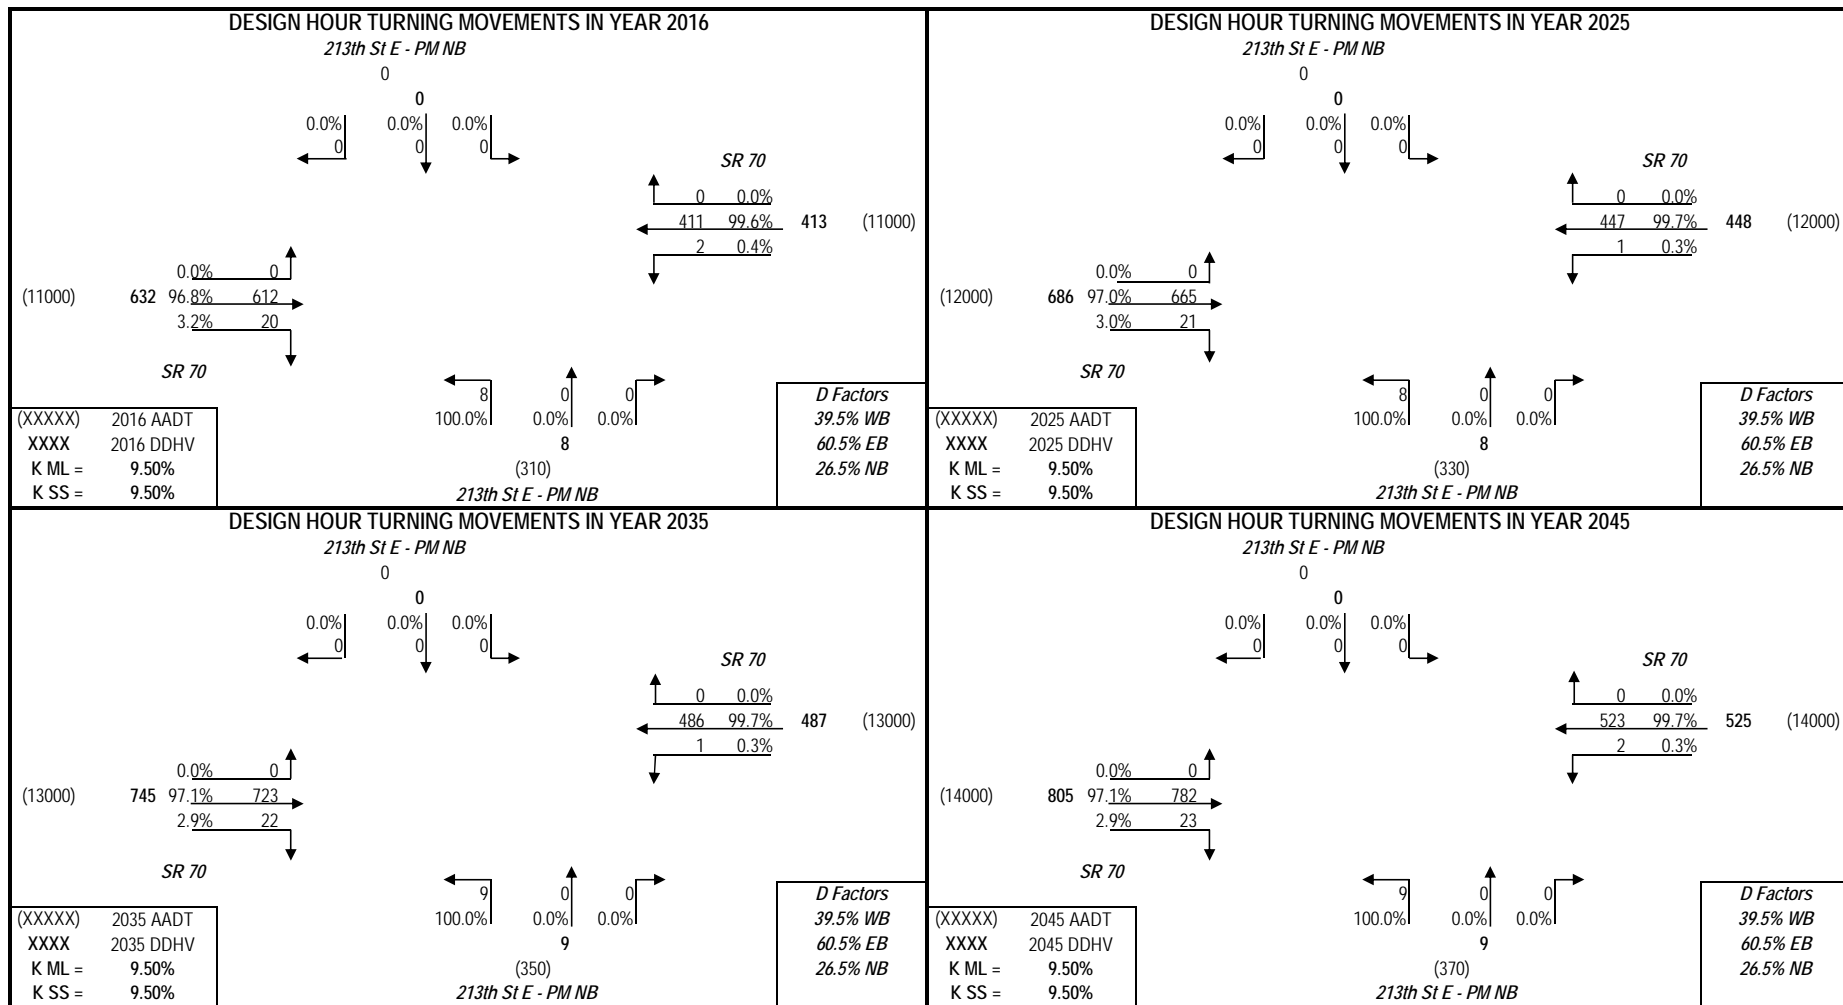 DESIGN HOUR TURNING MOVEMENTS IN YEAR 2016
213th St E - PM NB
0
0
0.0% 0.0% 0.0%
0 0 0
SR 70
0 0.0%
411 99.6% 413 (11000)
2 0.4%
0.0% 0
(11000) 632 96.8% 612
3.2% 20
SR 70
8 0 0
100.0% 0.0% 0.0%
8
(310)
213th St E - PM NB
(XXXXX) 2016 AADT
XXXX 2016 DDHV
K ML = 9.50%
K SS = 9.50%
D Factors
39.5% WB
60.5% EB
26.5% NB
DESIGN HOUR TURNING MOVEMENTS IN YEAR 2025
213th St E - PM NB
0
0
0.0% 0.0% 0.0%
0 0 0
SR 70
0 0.0%
447 99.7% 448 (12000)
1 0.3%
0.0% 0
(12000) 686 97.0% 665
3.0% 21
SR 70
8 0 0
100.0% 0.0% 0.0%
8
(330)
213th St E - PM NB
(XXXXX) 2025 AADT
XXXX 2025 DDHV
K ML = 9.50%
K SS = 9.50%
D Factors
39.5% WB
60.5% EB
26.5% NB
DESIGN HOUR TURNING MOVEMENTS IN YEAR 2035
213th St E - PM NB
0
0
0.0% 0.0% 0.0%
0 0 0
SR 70
0 0.0%
486 99.7% 487 (13000)
1 0.3%
0.0% 0
(13000) 745 97.1% 723
2.9% 22
SR 70
9 0 0
100.0% 0.0% 0.0%
9
(350)
213th St E - PM NB
(XXXXX) 2035 AADT
XXXX 2035 DDHV
K ML = 9.50%
K SS = 9.50%
D Factors
39.5% WB
60.5% EB
26.5% NB
DESIGN HOUR TURNING MOVEMENTS IN YEAR 2045
213th St E - PM NB
0
0
0.0% 0.0% 0.0%
0 0 0
SR 70
0 0.0%
523 99.7% 525 (14000)
2 0.3%
0.0% 0
(14000) 805 97.1% 782
2.9% 23
SR 70
9 0 0
100.0% 0.0% 0.0%
9
(370)
213th St E - PM NB
(XXXXX) 2045 AADT
XXXX 2045 DDHV
K ML = 9.50%
K SS = 9.50%
D Factors
39.5% WB
60.5% EB
26.5% NB